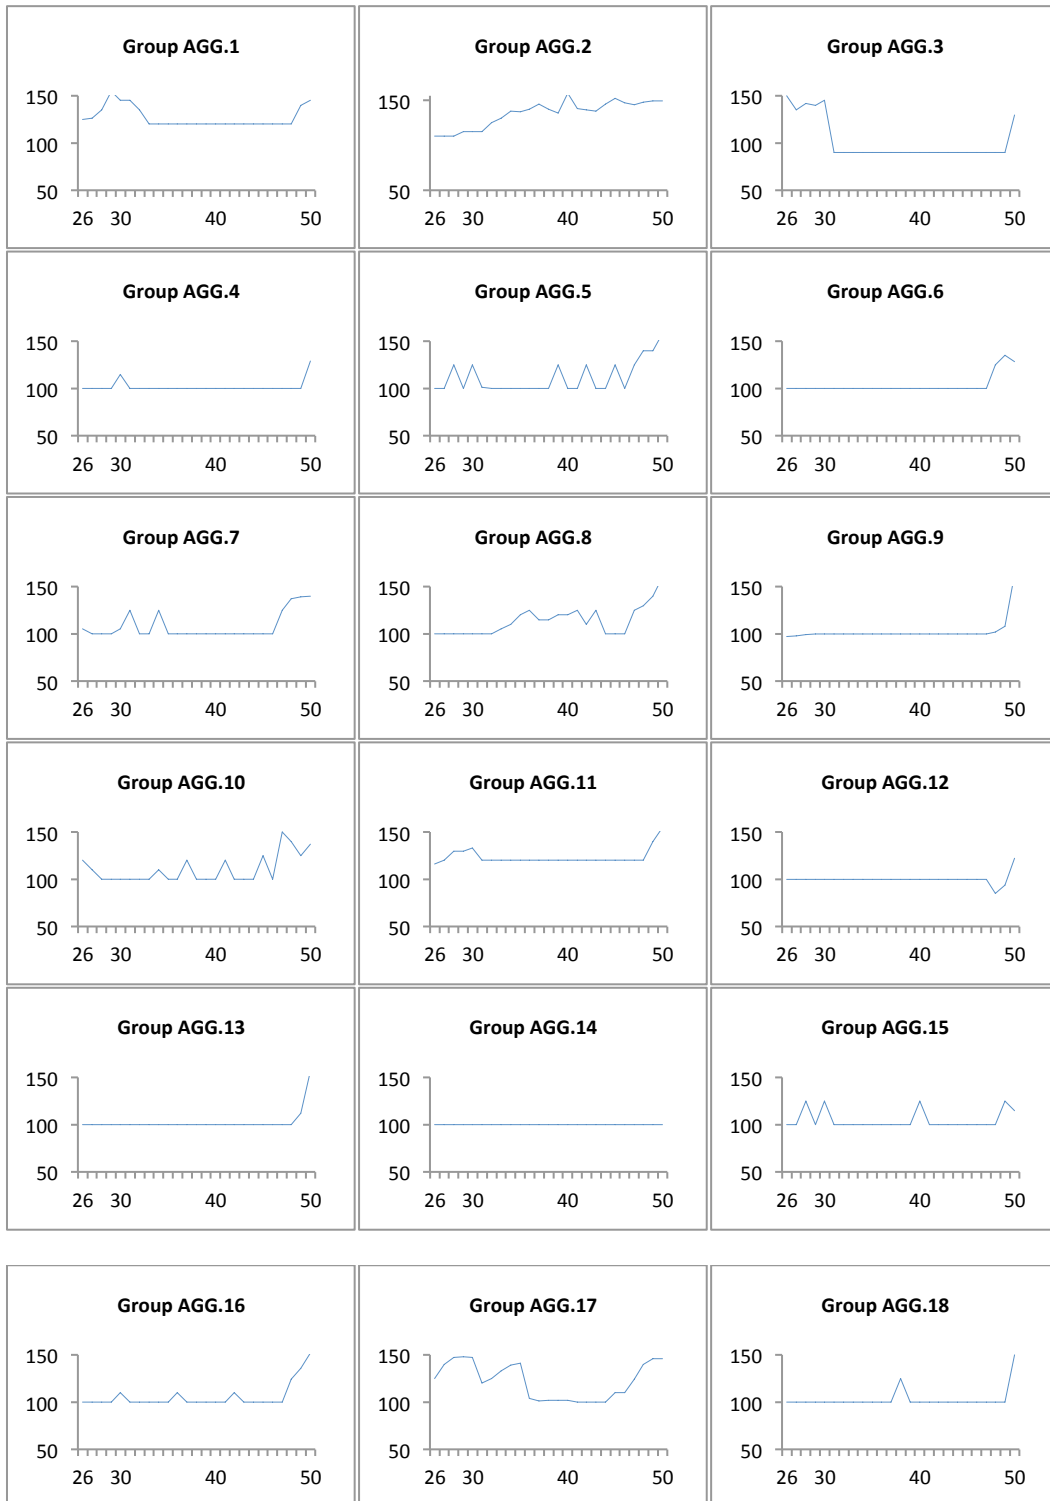 Group AGG.1
150
100
50
26 30 40 50
Group AGG.2
150
100
50
26 30 40 50
Group AGG.3
150
100
50
26 30 40 50
Group AGG.4
150
100
50
26 30 40 50
Group AGG.5
150
100
50
26 30 40 50
Group AGG.6
150
100
50
26 30 40 50
Group AGG.7
150
100
50
26 30 40 50
Group AGG.8
150
100
50
26 30 40 50
Group AGG.9
150
100
50
26 30 40 50
Group AGG.10
150
100
50
26 30 40 50
Group AGG.11
150
100
50
26 30 40 50
Group AGG.12
150
100
50
26 30 40 50
Group AGG.13
150
100
50
26 30 40 50
Group AGG.14
150
100
50
26 30 40 50
Group AGG.15
150
100
50
26 30 40 50
Group AGG.16
150
100
50
26 30 40 50
Group AGG.17
150
100
50
26 30 40 50
Group AGG.18
150
100
50
26 30 40 50